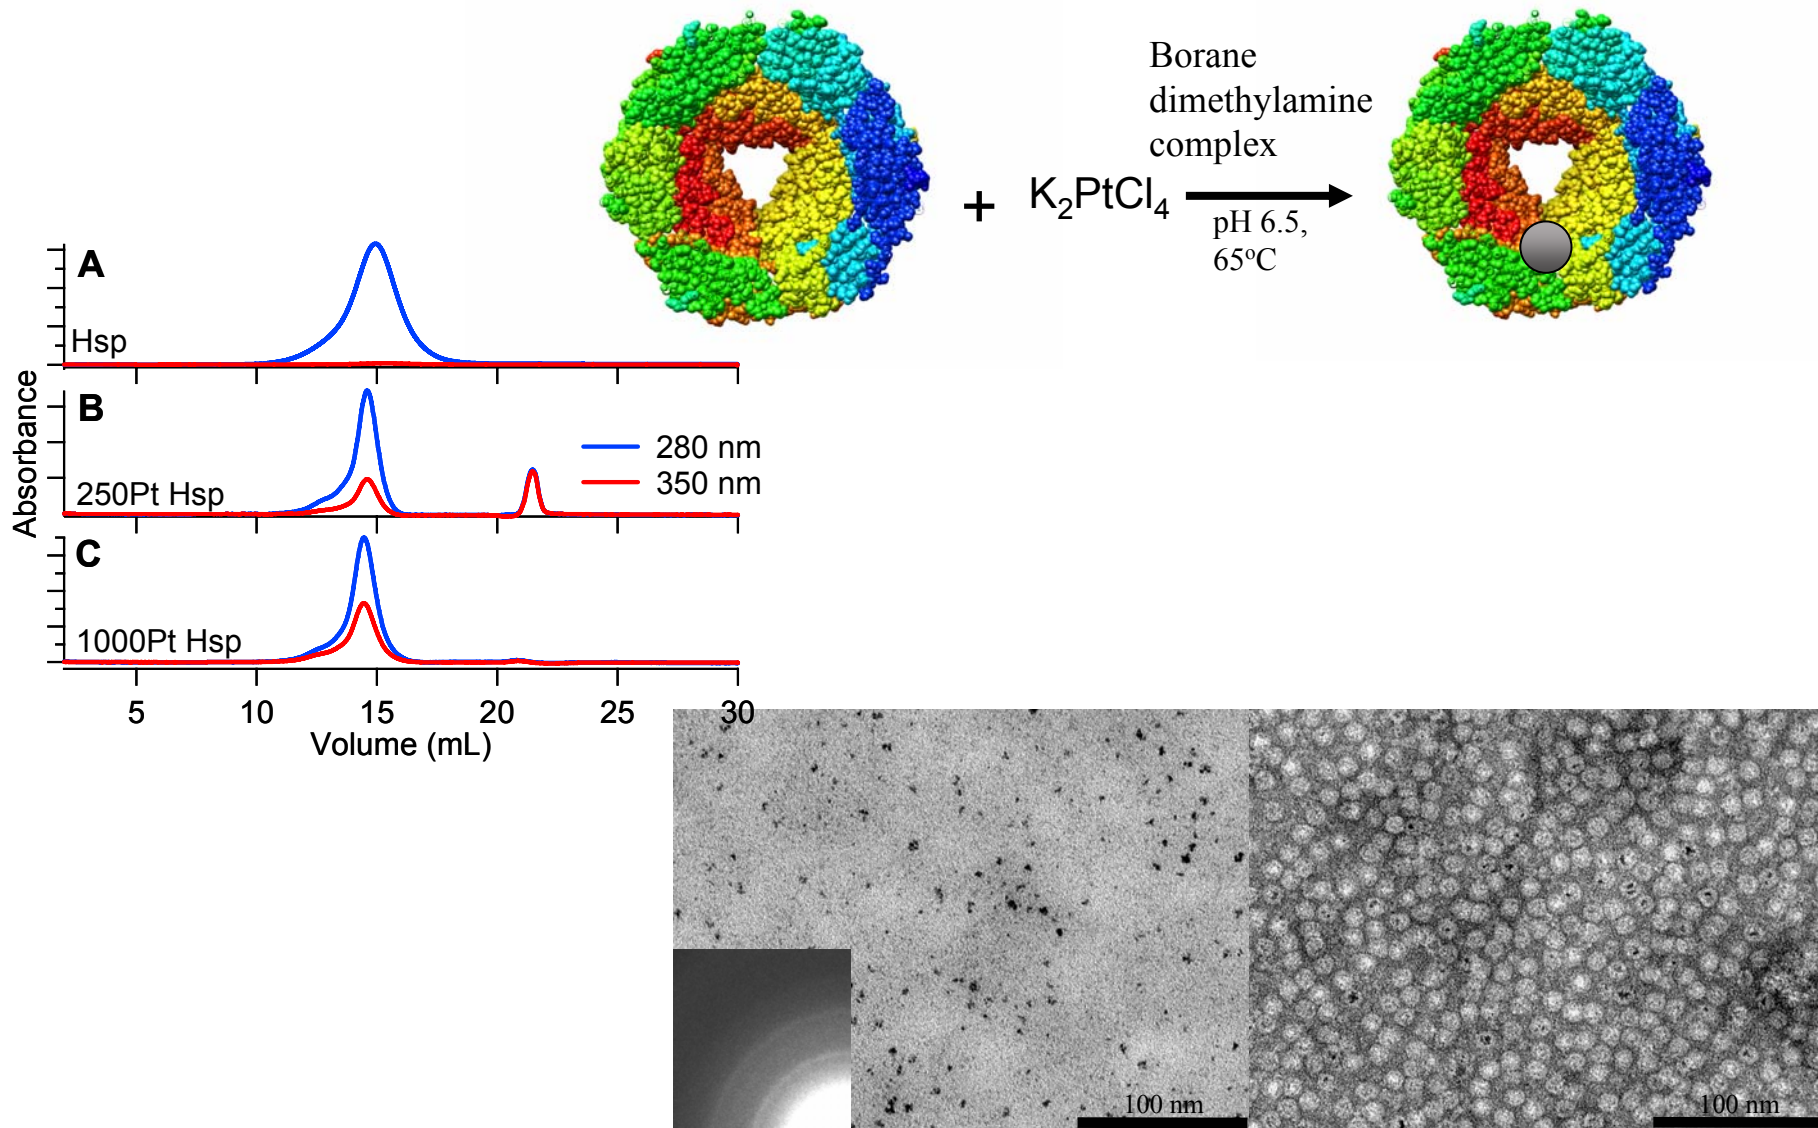 Borane
dimethylamine
complex
+
K₂PtCl₄
pH 6.5,
65°C
A
Hsp
B
250Pt Hsp
280 nm
350 nm
C
1000Pt Hsp
Absorbance
5 10 15 20 25 30
Volume (mL)
100 nm
100 nm